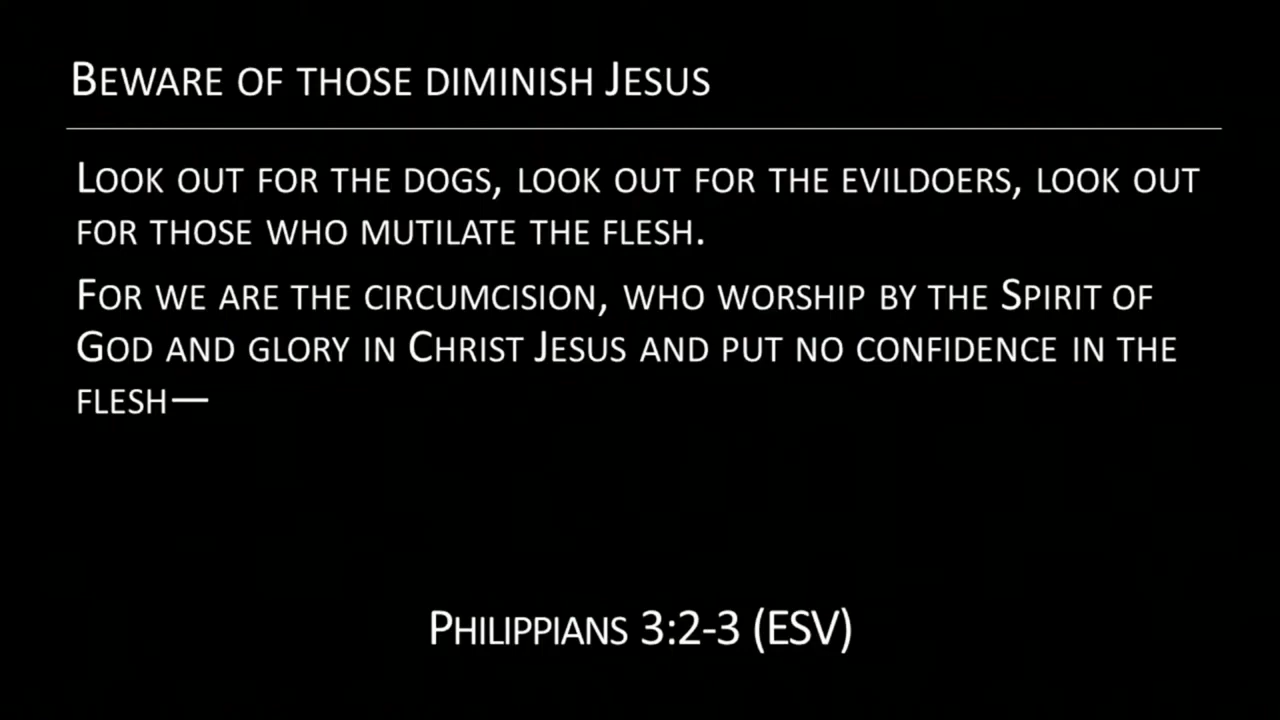 Beware of those diminish Jesus
Look out for the dogs, look out for the evildoers, look out
for those who mutilate the flesh.
For we are the circumcision, who worship by the Spirit of
God and glory in Christ Jesus and put no confidence in the
flesh—
Philippians 3:2-3 (ESV)